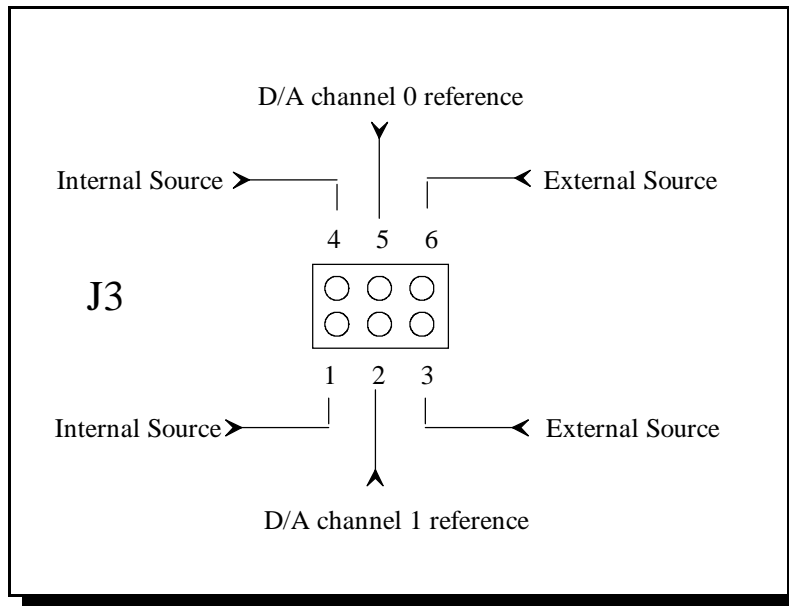 D/A channel 0 reference
Internal Source
External Source
4 5 6
J3
1 2 3
Internal Source
External Source
D/A channel 1 reference